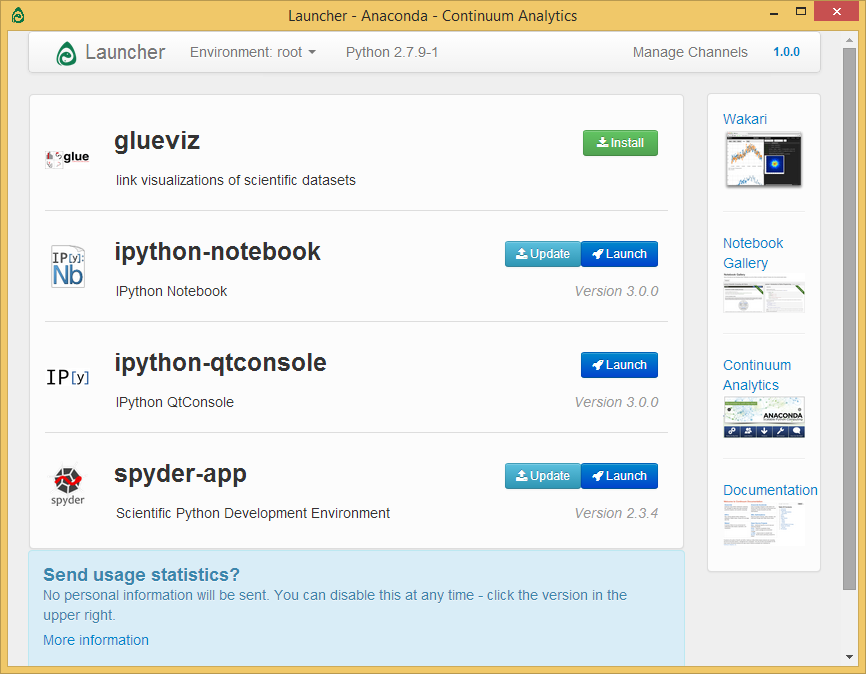 Launcher - Anaconda - Continuum Analytics
Launcher Environment: root Python 2.7.9-1 Manage Channels 1.0.0
glue
glueviz
Install
link visualizations of scientific datasets
IP[y]:
Nb
ipython-notebook
Update Launch
IPython Notebook
Version 3.0.0
IP[y]
ipython-qtconsole
Launch
IPython QtConsole
Version 3.0.0
spyder
spyder-app
Update Launch
Scientific Python Development Environment
Version 2.3.4
Send usage statistics?
No personal information will be sent. You can disable this at any time - click the version in the
upper right.
More information
Wakari
Notebook
Gallery
Continuum
Analytics
ANACONDA
Documentation